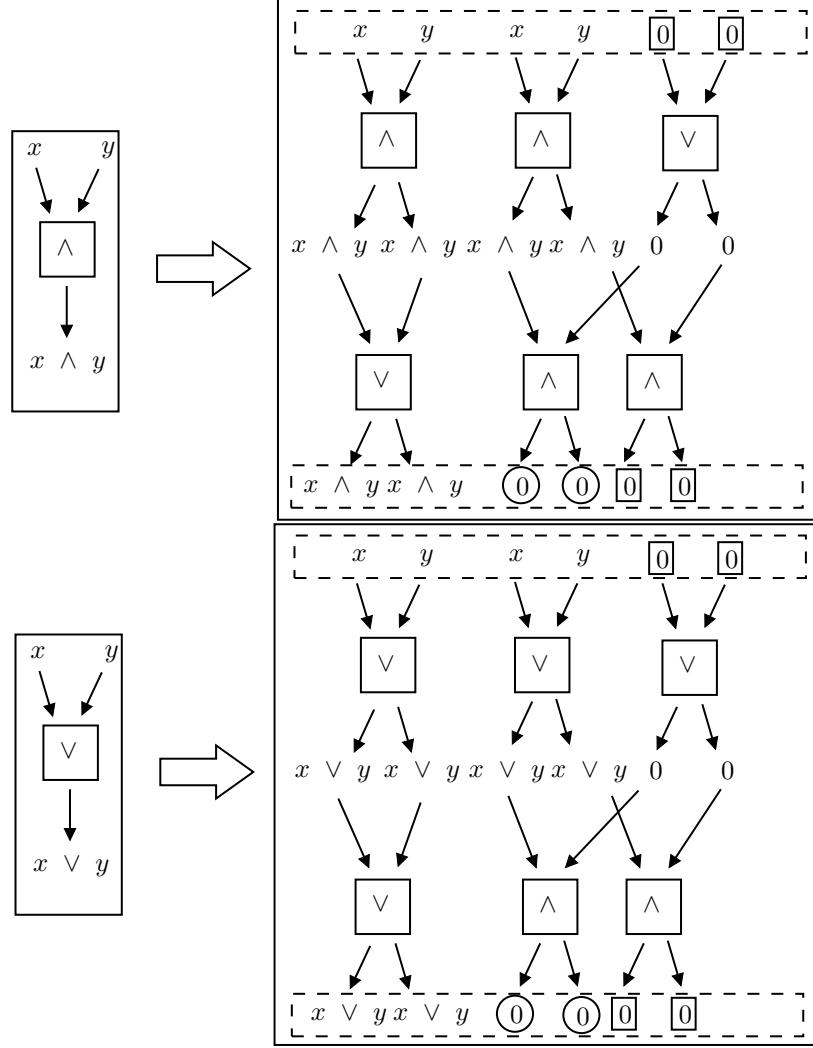 x y x y 0 0
∧ ∧ ∨
x y
∧
x ∧ y x ∧ y x ∧ y x ∧ y 0 0
x ∧ y
∨ ∧ ∧
x ∧ y x ∧ y 0 0 0 0
x y x y 0 0
∨ ∨ ∨
x y
∨
x ∨ y x ∨ y x ∨ y x ∨ y 0 0
x ∨ y
∨ ∧ ∧
x ∨ y x ∨ y 0 0 0 0